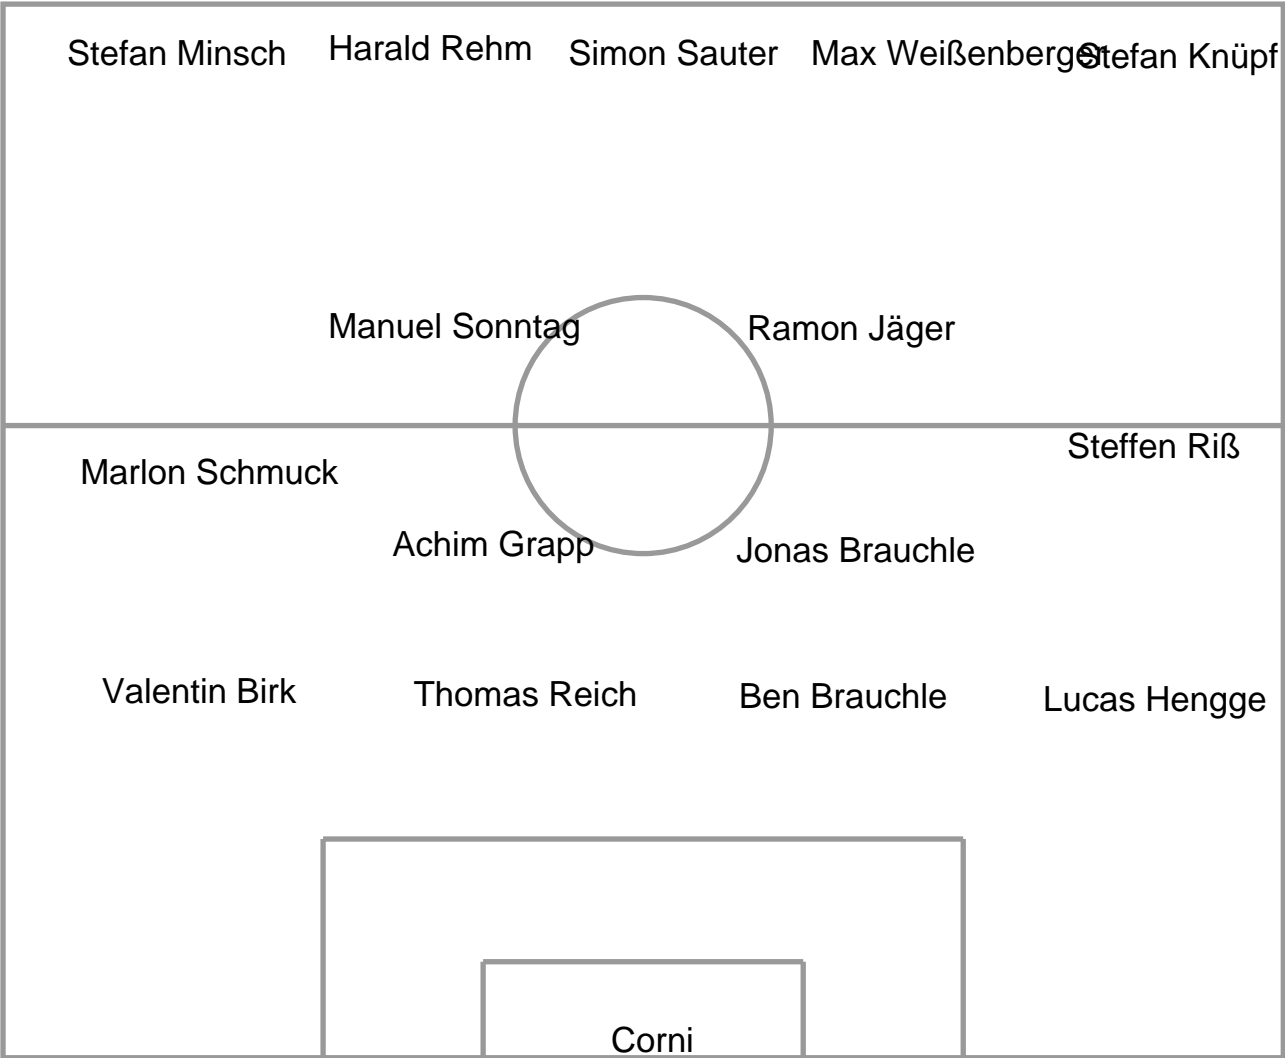 Stefan Minsch Harald Rehm Simon Sauter Max Weißenberger Stefan Knüpf
Manuel Sonntag Ramon Jäger
Steffen Riß
Marlon Schmuck
Achim Grapp Jonas Brauchle
Valentin Birk Thomas Reich Ben Brauchle Lucas Hengge
Corni